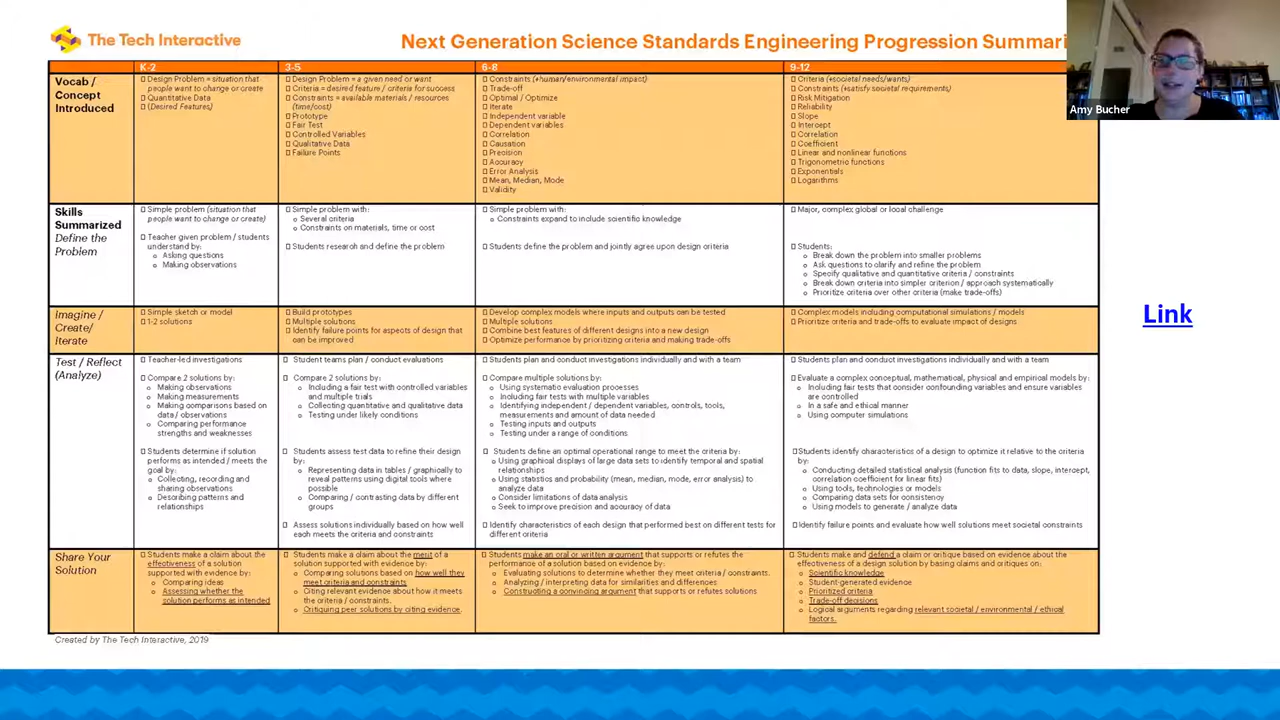 The Tech Interactive
Next Generation Science Standards Engineering Progression Summari
Amy Bucher
K-2
3-5
6-8
9-12
Vocab /
Concept
Introduced
Design Problem = situation that
people want to change or create
Quantitative Data
(Desired Features)
Design Problem = a given need or want
Criteria = desired feature / criteria for success
Constraints = available materials / resources
(time/cost)
Prototype
Fair Test
Controlled Variables
Qualitative Data
Failure Points
Constraints (+human/environmental impact)
Trade-off
Optimal / Optimize
Iterate
Independent variable
Dependent variables
Correlation
Causation
Precision
Accuracy
Error Analysis
Mean, Median, Mode
Validity
Criteria (+societal needs/wants)
Constraints (+satisfy societal requirements)
Risk Mitigation
Reliability
Slope
Intercept
Correlation
Coefficient
Linear and nonlinear functions
Trigonometric functions
Exponentials
Logarithms
Skills
Summarized
Define the
Problem
Simple problem (situation that
people want to change or create)
Teacher given problem / students
understand by:
Asking questions
Making observations
Simple problem with:
Several criteria
Constraints on materials, time or cost
Students research and define the problem
Simple problem with:
Constraints expand to include scientific knowledge
Students define the problem and jointly agree upon design criteria
Major, complex global or local challenge
Students:
Break down the problem into smaller problems
Ask questions to clarify and refine the problem
Specify qualitative and quantitative criteria / constraints
Break down criteria into simpler criterion / approach systematically
Prioritize criteria over other criteria (make trade-offs)
Imagine /
Create/
Iterate
Simple sketch or model
1-2 solutions
Build prototypes
Multiple solutions
Identify failure points for aspects of design that
can be improved
Develop complex models where inputs and outputs can be tested
Multiple solutions
Combine best features of different designs into a new design
Optimize performance by prioritizing criteria and making trade-offs
Complex models including computational simulations / models
Prioritize criteria and trade-offs to evaluate impact of designs
Test / Reflect
(Analyze)
Teacher-led investigations
Compare 2 solutions by:
Making observations
Making measurements
Making comparisons based on
data / observations
Comparing performance
strengths and weaknesses
Students determine if solution
performs as intended / meets the
goal by:
Collecting, recording and
sharing observations
Describing patterns and
relationships
Student teams plan / conduct evaluations
Compare 2 solutions by:
Including a fair test with controlled variables
and multiple trials
Collecting quantitative and qualitative data
Testing under likely conditions
Students assess test data to refine their design
by:
Representing data in tables / graphically to
reveal patterns using digital tools where
possible
Comparing / contrasting data by different
groups
Assess solutions individually based on how well
each meets the criteria and constraints
Students plan and conduct investigations individually and with a team
Compare multiple solutions by:
Using systematic evaluation processes
Including fair tests with multiple variables
Identifying independent / dependent variables, controls, tools,
measurements and amount of data needed
Testing inputs and outputs
Testing under a range of conditions
Students define an optimal operational range to meet the criteria by:
Using graphical displays of large data sets to identify temporal and spatial
relationships
Using statistics and probability (mean, median, mode, error analysis) to
analyze data
Consider limitations of data analysis
Seek to improve precision and accuracy of data
Identify characteristics of each design that performed best on different tests for
different criteria
Students plan and conduct investigations individually and with a team
Evaluate a complex conceptual, mathematical, physical and empirical models by:
Including fair tests that consider confounding variables and ensure variables
are controlled
In a safe and ethical manner
Using computer simulations
Students identify characteristics of a design to optimize it relative to the criteria
by:
Conducting detailed statistical analysis (function fits to data, slope, intercept,
correlation coefficient for linear fits)
Using tools, technologies or models
Comparing data sets for consistency
Using models to generate / analyze data
Identify failure points and evaluate how well solutions meet societal constraints
Share Your
Solution
Students make a claim about the
effectiveness of a solution
supported with evidence by:
Comparing ideas
Assessing whether the
solution performs as intended
Students make a claim about the merit of a
solution supported with evidence by:
Comparing solutions based on how well they
meet criteria and constraints
Citing relevant evidence about how it meets
the criteria / constraints.
Critiquing peer solutions by citing evidence.
Students make an oral or written argument that supports or refutes the
performance of a solution based on evidence by:
Evaluating solutions to determine whether they meet criteria / constraints.
Analyzing / interpreting data for similarities and differences
Constructing a convincing argument that supports or refutes solutions
Students make and defend a claim or critique based on evidence about the
effectiveness of a design solution by basing claims and critiques on:
Scientific knowledge
Student-generated evidence
Prioritized criteria
Trade-off decisions
Logical arguments regarding relevant societal / environmental / ethical
factors.
Link
Created by The Tech Interactive, 2019